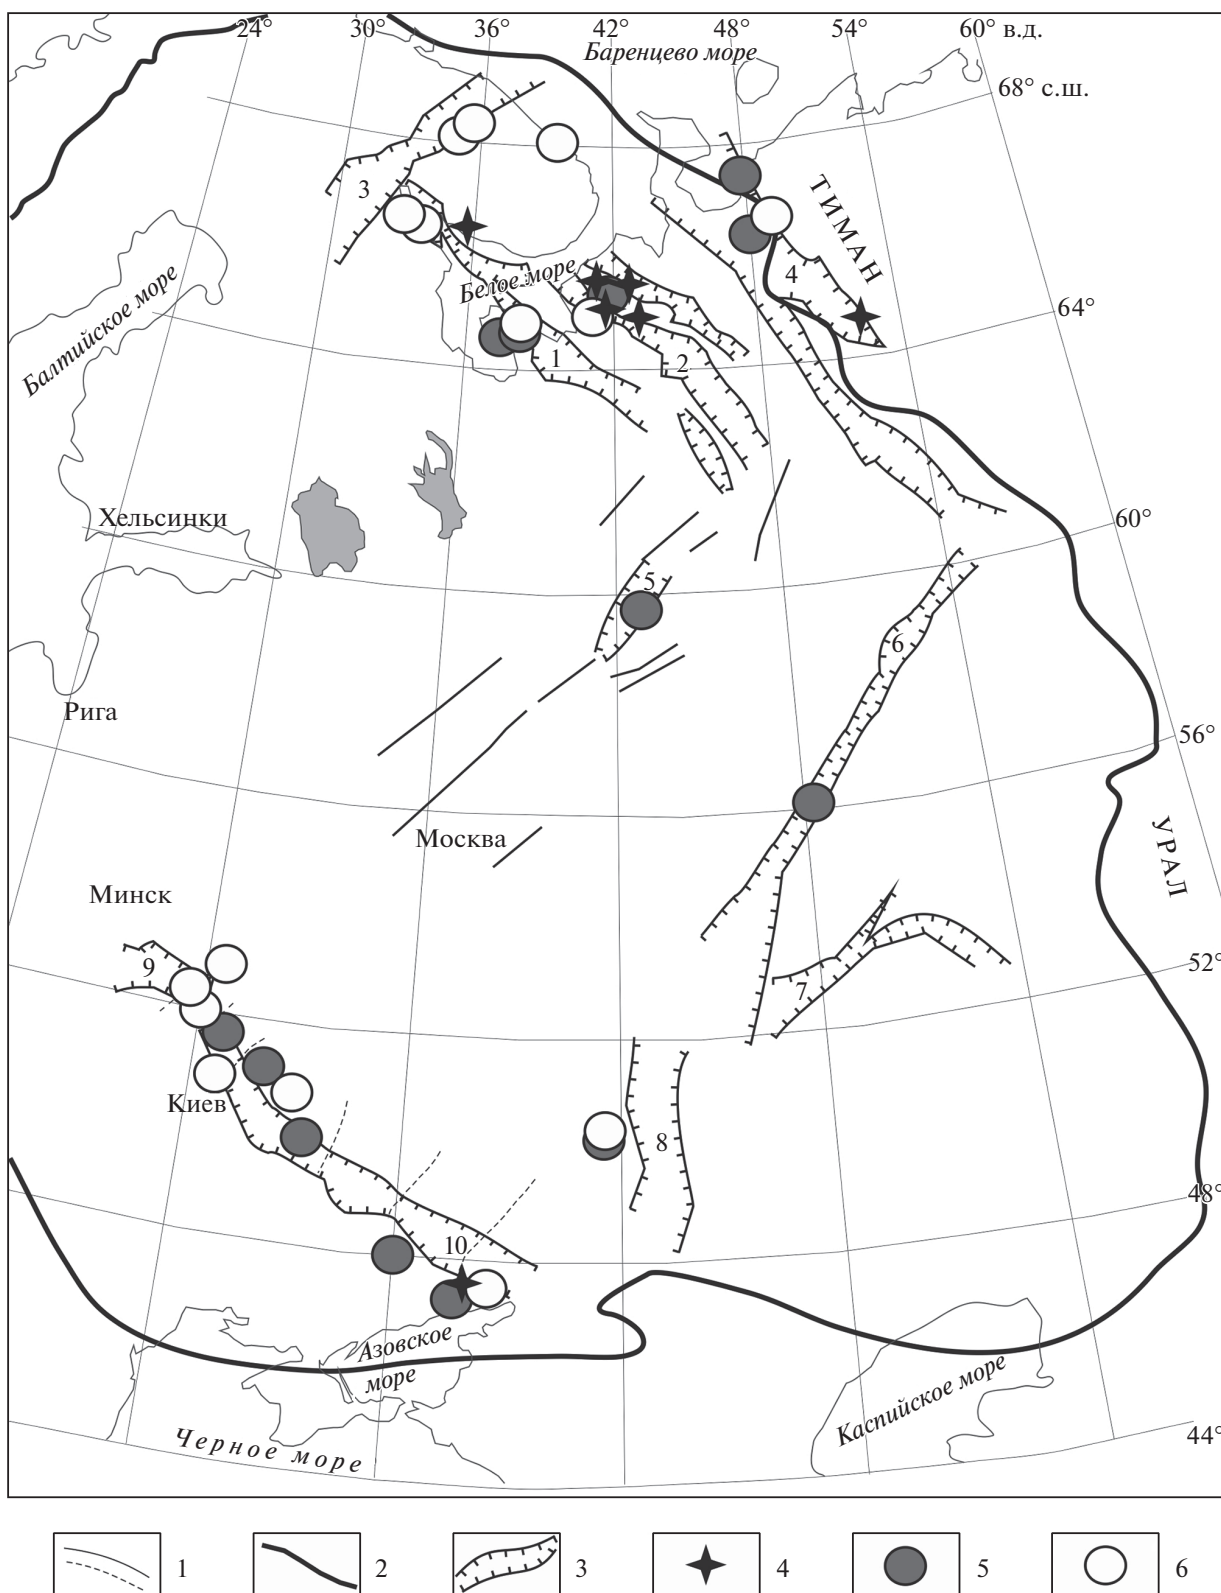 24° 30° 36° 42° 48° 54° 60° в.д.
Баренцево море
68° с.ш.
ТИМАН
3
4
Белое море
Балтийское море
64°
1
2
Хельсинки
60°
5
6
Рига
56°
Москва
УРАЛ
Минск
9
52°
7
Киев
8
48°
10
Азовское
море
Каспийское море
Черное море
44°
1 2 3 4 5 6